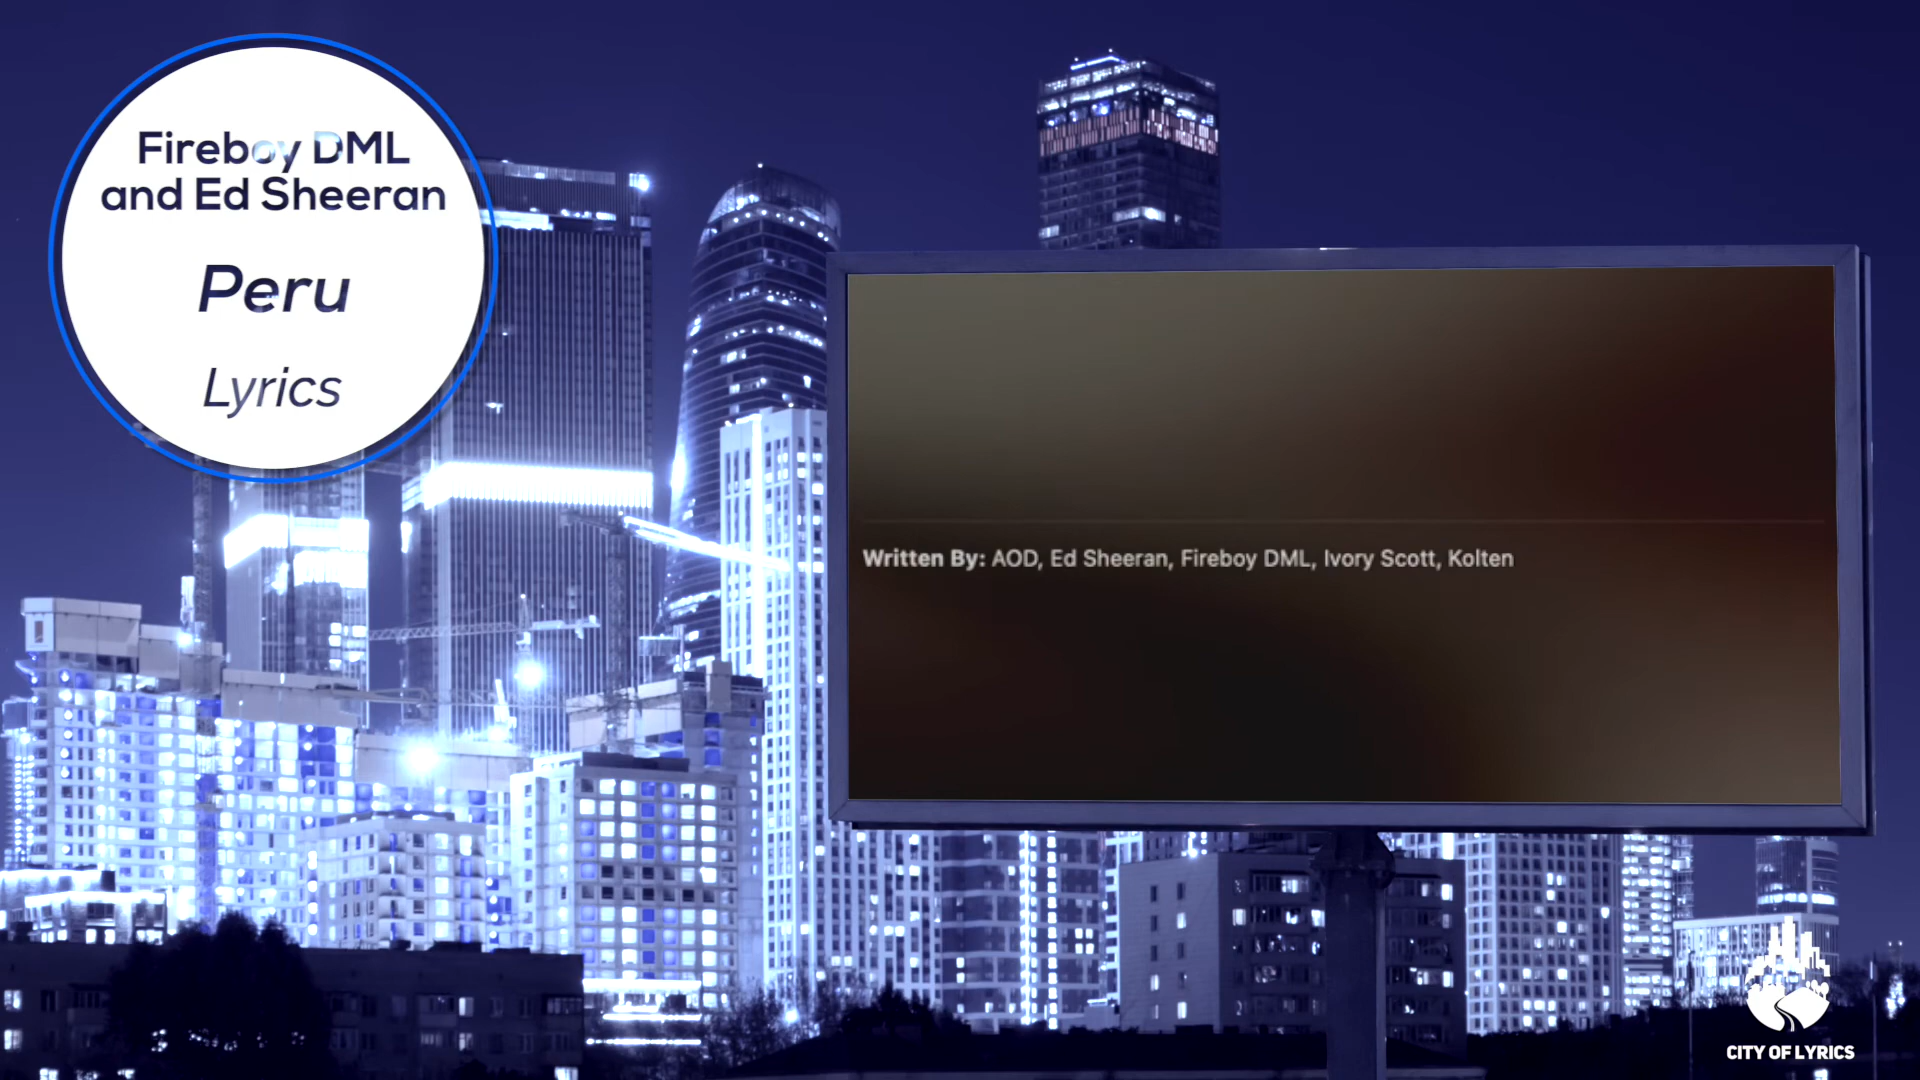 Fireboy DML
and Ed Sheeran
Peru
Lyrics
Written By: AOD, Ed Sheeran, Fireboy DML, Ivory Scott, Kolten
CITY OF LYRICS